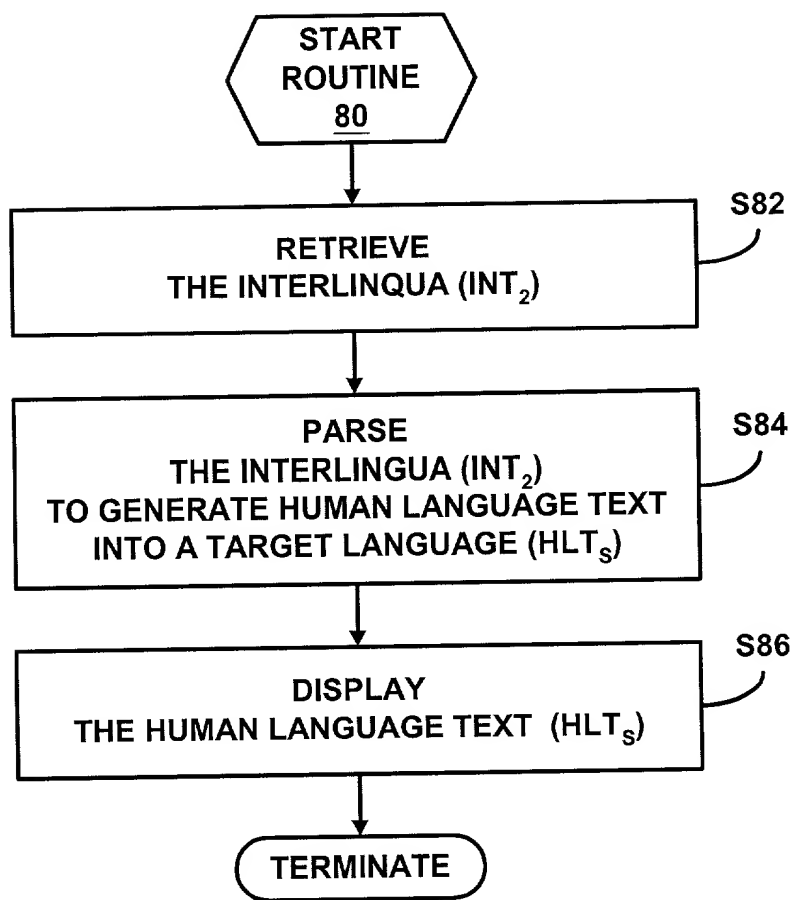 START
ROUTINE
80
S82
RETRIEVE
THE INTERLINQUA (INT₂)
S84
PARSE
THE INTERLINGUA (INT₂)
TO GENERATE HUMAN LANGUAGE TEXT
INTO A TARGET LANGUAGE (HLTₛ)
S86
DISPLAY
THE HUMAN LANGUAGE TEXT (HLTₛ)
TERMINATE